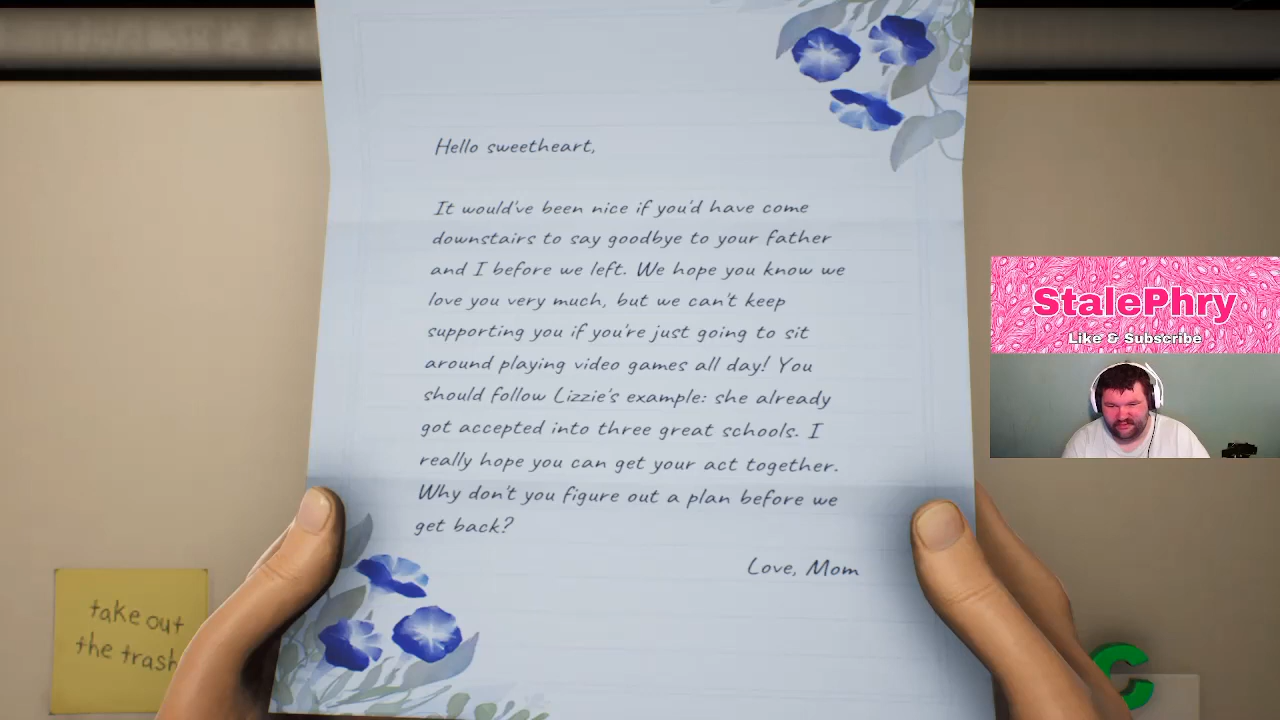 Hello sweetheart,
It would've been nice if you'd have come
downstairs to say goodbye to your father
and I before we left. We hope you know we
love you very much, but we can't keep
supporting you if you're just going to sit
around playing video games all day! You
should follow Lizzie's example: she already
got accepted into three great schools. I
really hope you can get your act together.
Why don't you figure out a plan before we
get back?
Love, Mom
StalePhry
Like & Subscribe
take out
the trash
C